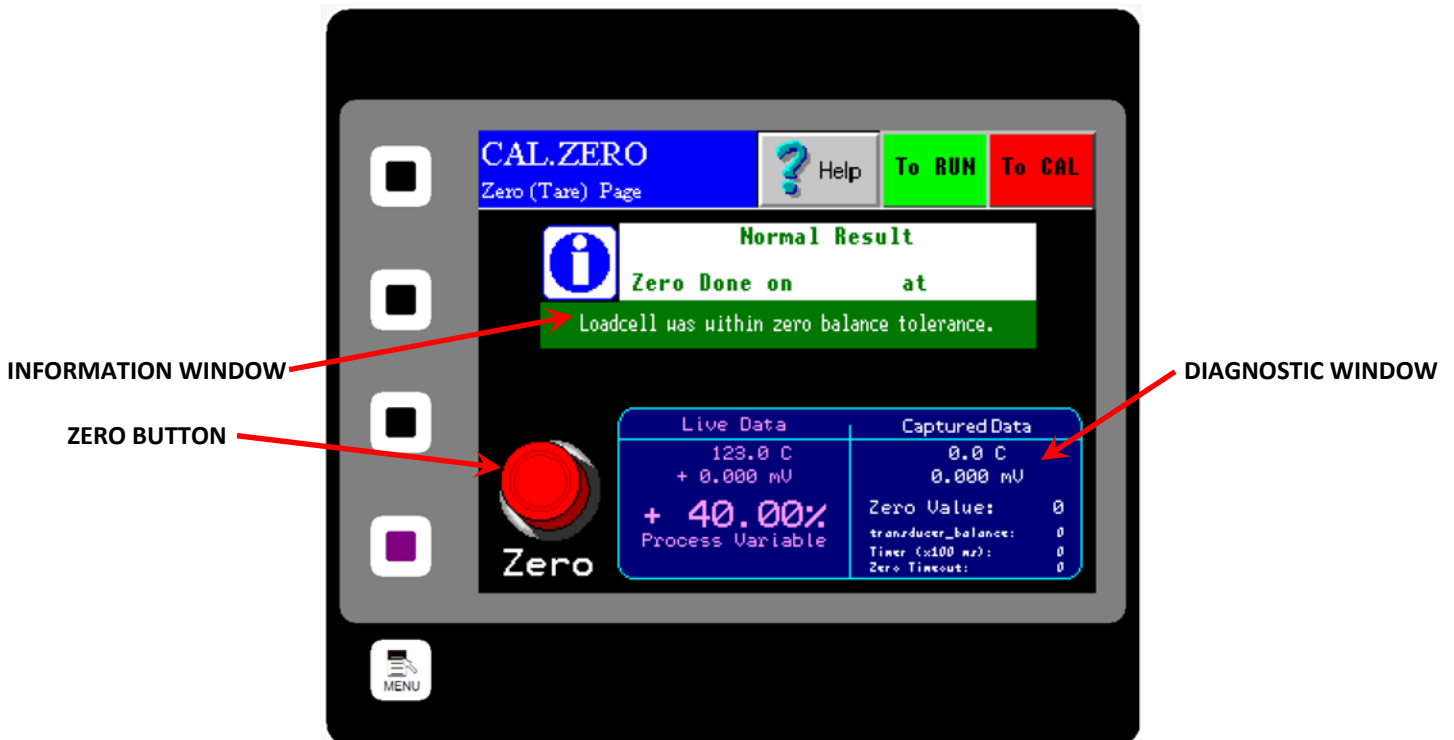 CAL.ZERO
Zero (Tare) Page
? Help
To RUN
To CAL
i
Normal Result
Zero Done on at
Loadcell was within zero balance tolerance.
INFORMATION WINDOW
DIAGNOSTIC WINDOW
ZERO BUTTON
Zero
Live Data
123.0 C
+ 0.000 mV
+ 40.00%
Process Variable
Captured Data
0.0 C
0.000 mV
Zero Value: 0
transducer_balance: 0
Timer (x100 ms): 0
Zero Timeout: 0
MENU